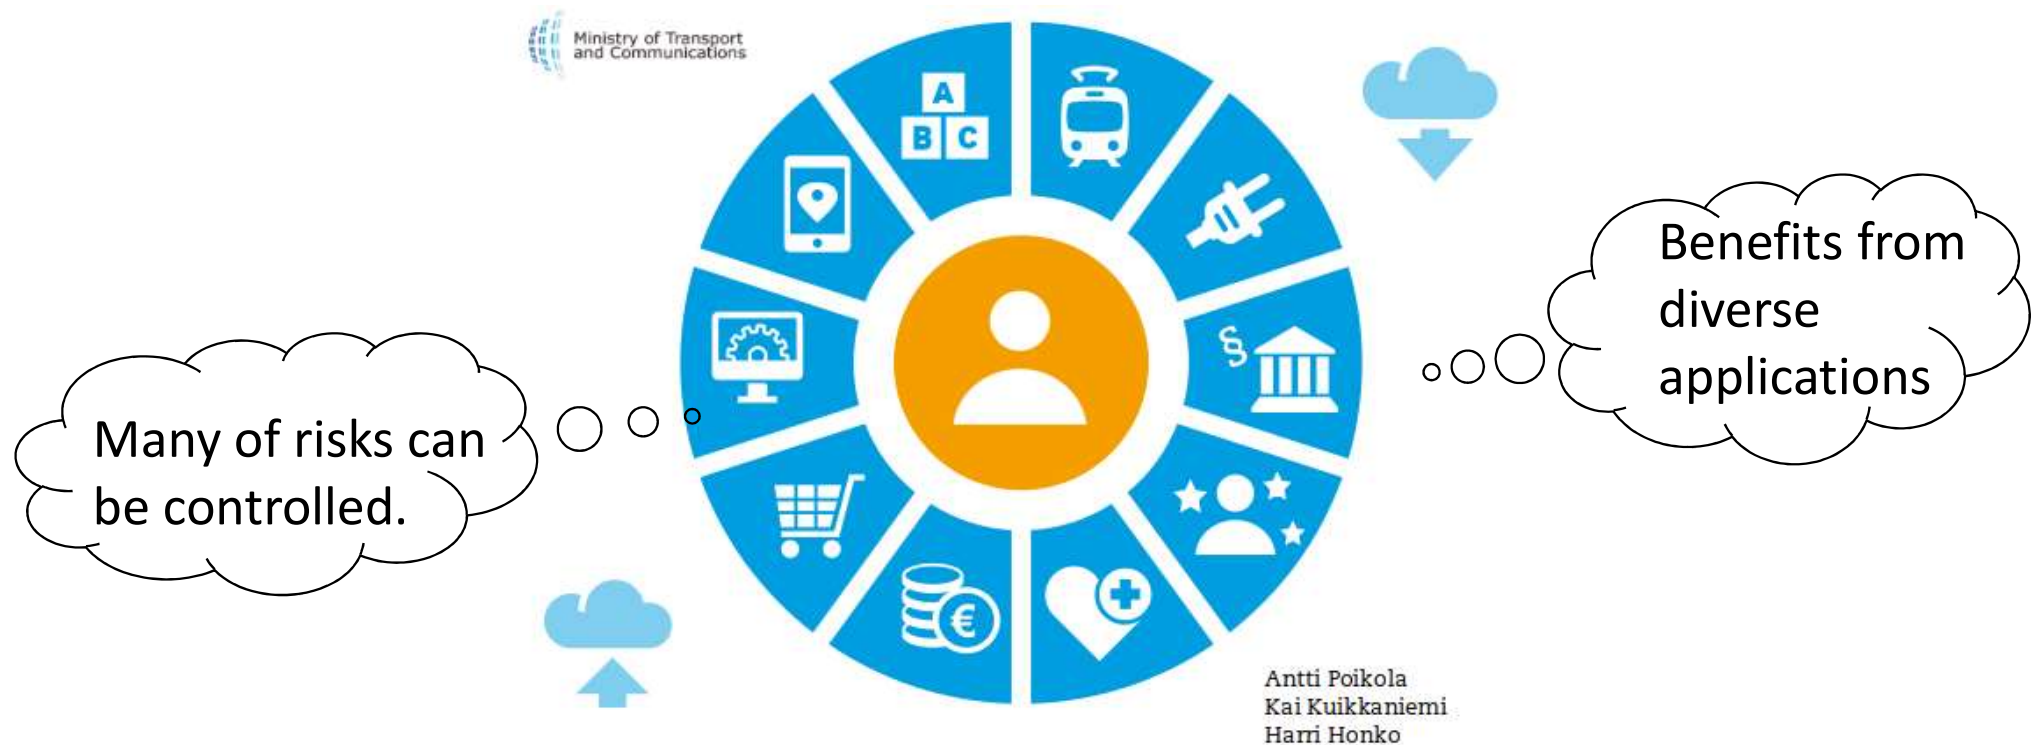 Ministry of Transport
and Communications
A
B C
§
€
Many of risks can
be controlled.
Benefits from
diverse
applications
Antti Poikola
Kai Kuikkaniemi
Harri Honko